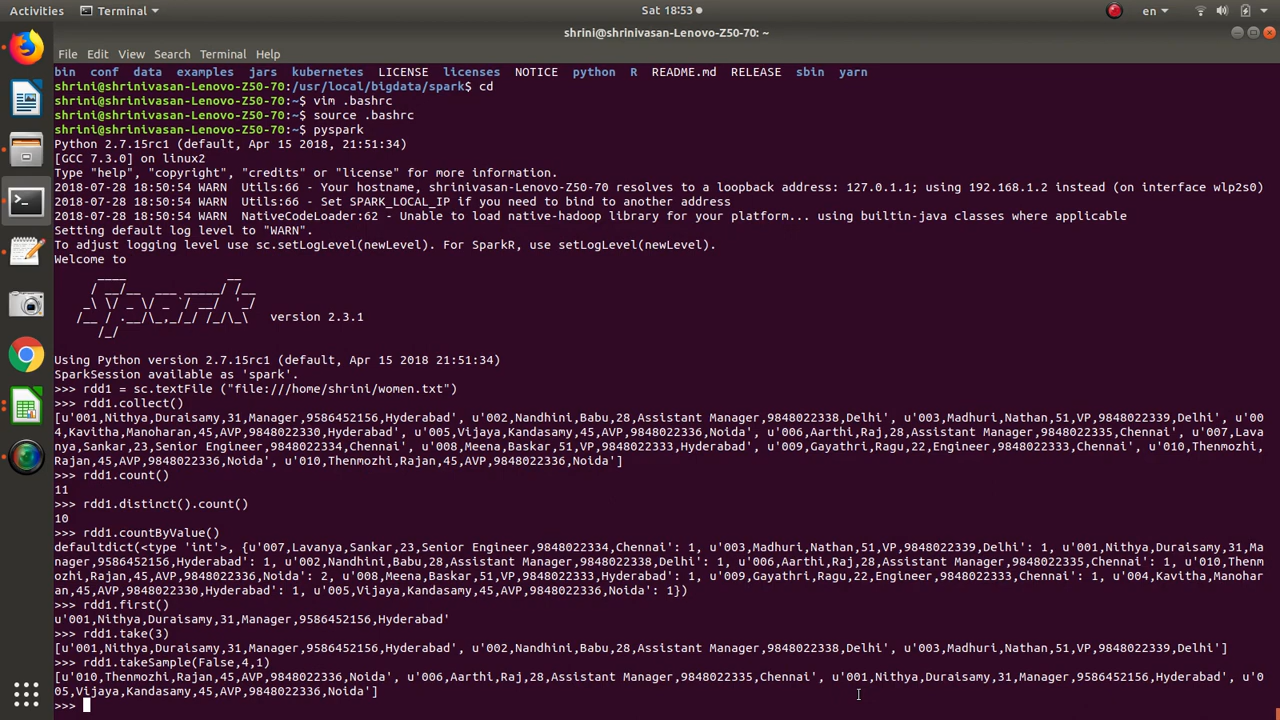 Activities Terminal Sat 18:53 en
shrini@shrinivasan-Lenovo-Z50-70: ~
File Edit View Search Terminal Help
bin conf data examples jars kubernetes LICENSE licenses NOTICE python R README.md RELEASE sbin yarn
shrini@shrinivasan-Lenovo-Z50-70:/usr/local/bigdata/spark$ cd
shrini@shrinivasan-Lenovo-Z50-70:~$ vim .bashrc
shrini@shrinivasan-Lenovo-Z50-70:~$ source .bashrc
shrini@shrinivasan-Lenovo-Z50-70:~$ pyspark
Python 2.7.15rc1 (default, Apr 15 2018, 21:51:34)
[GCC 7.3.0] on linux2
Type "help", "copyright", "credits" or "license" for more information.
2018-07-28 18:50:54 WARN  Utils:66 - Your hostname, shrinivasan-Lenovo-Z50-70 resolves to a loopback address: 127.0.1.1; using 192.168.1.2 instead (on interface wlp2s0)
2018-07-28 18:50:54 WARN  Utils:66 - Set SPARK_LOCAL_IP if you need to bind to another address
2018-07-28 18:50:54 WARN  NativeCodeLoader:62 - Unable to load native-hadoop library for your platform... using builtin-java classes where applicable
Setting default log level to "WARN".
To adjust logging level use sc.setLogLevel(newLevel). For SparkR, use setLogLevel(newLevel).
Welcome to
      ____              __
     / __/__  ___ _____/ /__
    _\ \/ _ \/ _ `/ __/  '_/
   /__ / .__/\_,_/_/ /_/\_\   version 2.3.1
      /_/
Using Python version 2.7.15rc1 (default, Apr 15 2018 21:51:34)
SparkSession available as 'spark'.
>>> rdd1 = sc.textFile ("file:///home/shrini/women.txt")
>>> rdd1.collect()
[u'001,Nithya,Duraisamy,31,Manager,9586452156,Hyderabad', u'002,Nandhini,Babu,28,Assistant Manager,9848022338,Delhi', u'003,Madhuri,Nathan,51,VP,9848022339,Delhi', u'00
4,Kavitha,Manoharan,45,AVP,9848022330,Hyderabad', u'005,Vijaya,Kandasamy,45,AVP,9848022336,Noida', u'006,Aarthi,Raj,28,Assistant Manager,9848022335,Chennai', u'007,Lava
nya,Sankar,23,Senior Engineer,9848022334,Chennai', u'008,Meena,Baskar,51,VP,9848022333,Hyderabad', u'009,Gayathri,Ragu,22,Engineer,9848022333,Chennai', u'010,Thenmozhi,
Rajan,45,AVP,9848022336,Noida', u'010,Thenmozhi,Rajan,45,AVP,9848022336,Noida']
>>> rdd1.count()
11
>>> rdd1.distinct().count()
10
>>> rdd1.countByValue()
defaultdict(<type 'int'>, {u'007,Lavanya,Sankar,23,Senior Engineer,9848022334,Chennai': 1, u'003,Madhuri,Nathan,51,VP,9848022339,Delhi': 1, u'001,Nithya,Duraisamy,31,Ma
nager,9586452156,Hyderabad': 1, u'002,Nandhini,Babu,28,Assistant Manager,9848022338,Delhi': 1, u'006,Aarthi,Raj,28,Assistant Manager,9848022335,Chennai': 1, u'010,Thenm
ozhi,Rajan,45,AVP,9848022336,Noida': 2, u'008,Meena,Baskar,51,VP,9848022333,Hyderabad': 1, u'009,Gayathri,Ragu,22,Engineer,9848022333,Chennai': 1, u'004,Kavitha,Manohar
an,45,AVP,9848022330,Hyderabad': 1, u'005,Vijaya,Kandasamy,45,AVP,9848022336,Noida': 1})
>>> rdd1.first()
u'001,Nithya,Duraisamy,31,Manager,9586452156,Hyderabad'
>>> rdd1.take(3)
[u'001,Nithya,Duraisamy,31,Manager,9586452156,Hyderabad', u'002,Nandhini,Babu,28,Assistant Manager,9848022338,Delhi', u'003,Madhuri,Nathan,51,VP,9848022339,Delhi']
>>> rdd1.takeSample(False,4,1)
[u'010,Thenmozhi,Rajan,45,AVP,9848022336,Noida', u'006,Aarthi,Raj,28,Assistant Manager,9848022335,Chennai', u'001,Nithya,Duraisamy,31,Manager,9586452156,Hyderabad', u'0
05,Vijaya,Kandasamy,45,AVP,9848022336,Noida']
>>>